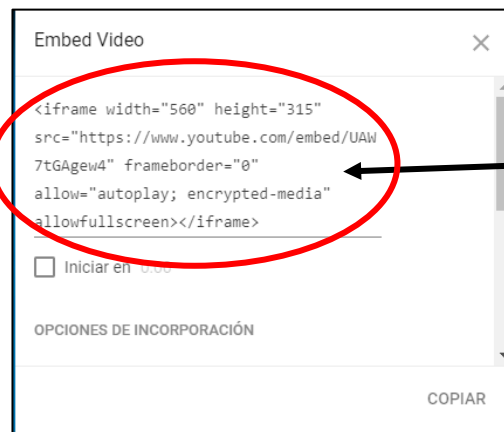 Embed Video
<iframe width="560" height="315"
src="https://www.youtube.com/embed/UAW
7tGAgew4" frameborder="0"
allow="autoplay; encrypted-media"
allowfullscreen></iframe>
Iniciar en 0:00
OPCIONES DE INCORPORACIÓN
COPIAR